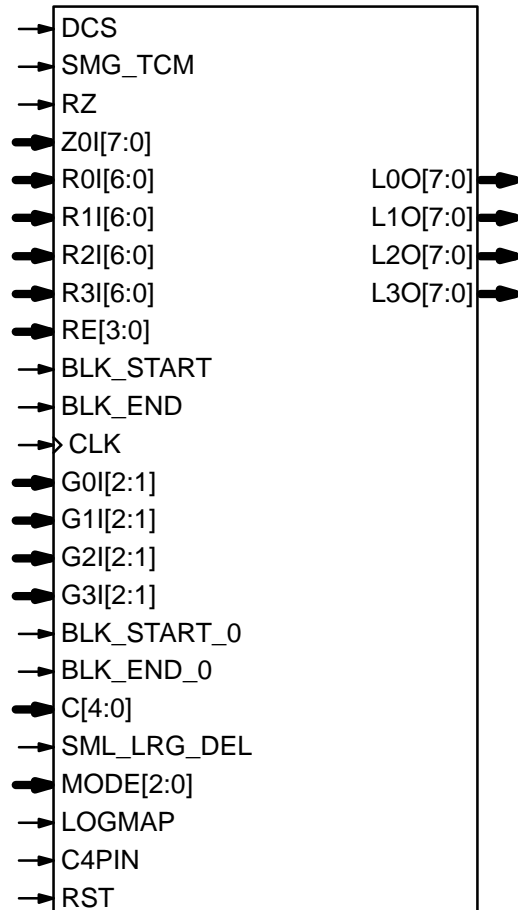 DCS
SMG_TCM
RZ
Z0I[7:0]
R0I[6:0] L0O[7:0]
R1I[6:0] L1O[7:0]
R2I[6:0] L2O[7:0]
R3I[6:0] L3O[7:0]
RE[3:0]
BLK_START
BLK_END
CLK
G0I[2:1]
G1I[2:1]
G2I[2:1]
G3I[2:1]
BLK_START_0
BLK_END_0
C[4:0]
SML_LRG_DEL
MODE[2:0]
LOGMAP
C4PIN
RST